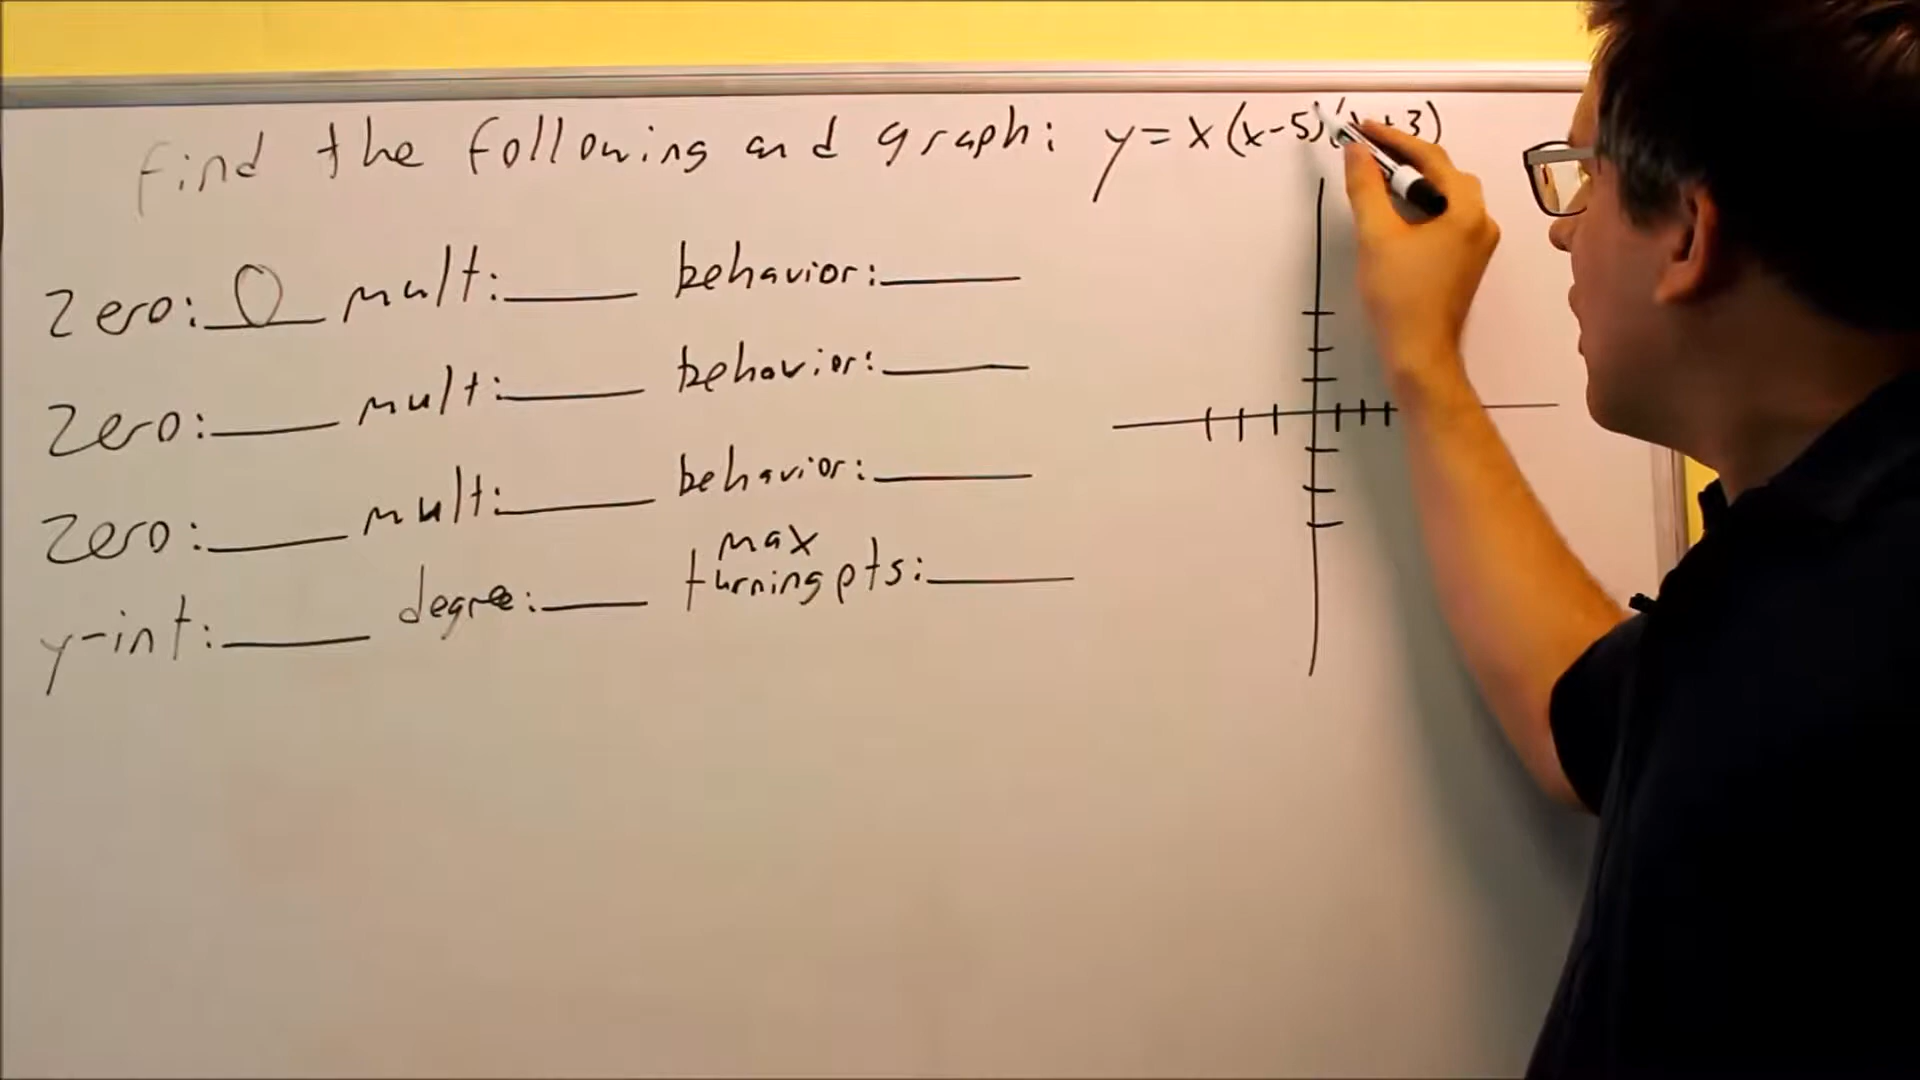 find the following and graph: y = x(x-5)(x+3)
zero: 0 mult: ____ behavior: ____
zero: ____ mult: ____ behavior: ____
zero: ____ mult: ____ behavior: ____
y-int: ____ degree: ____ max turning pts: ____